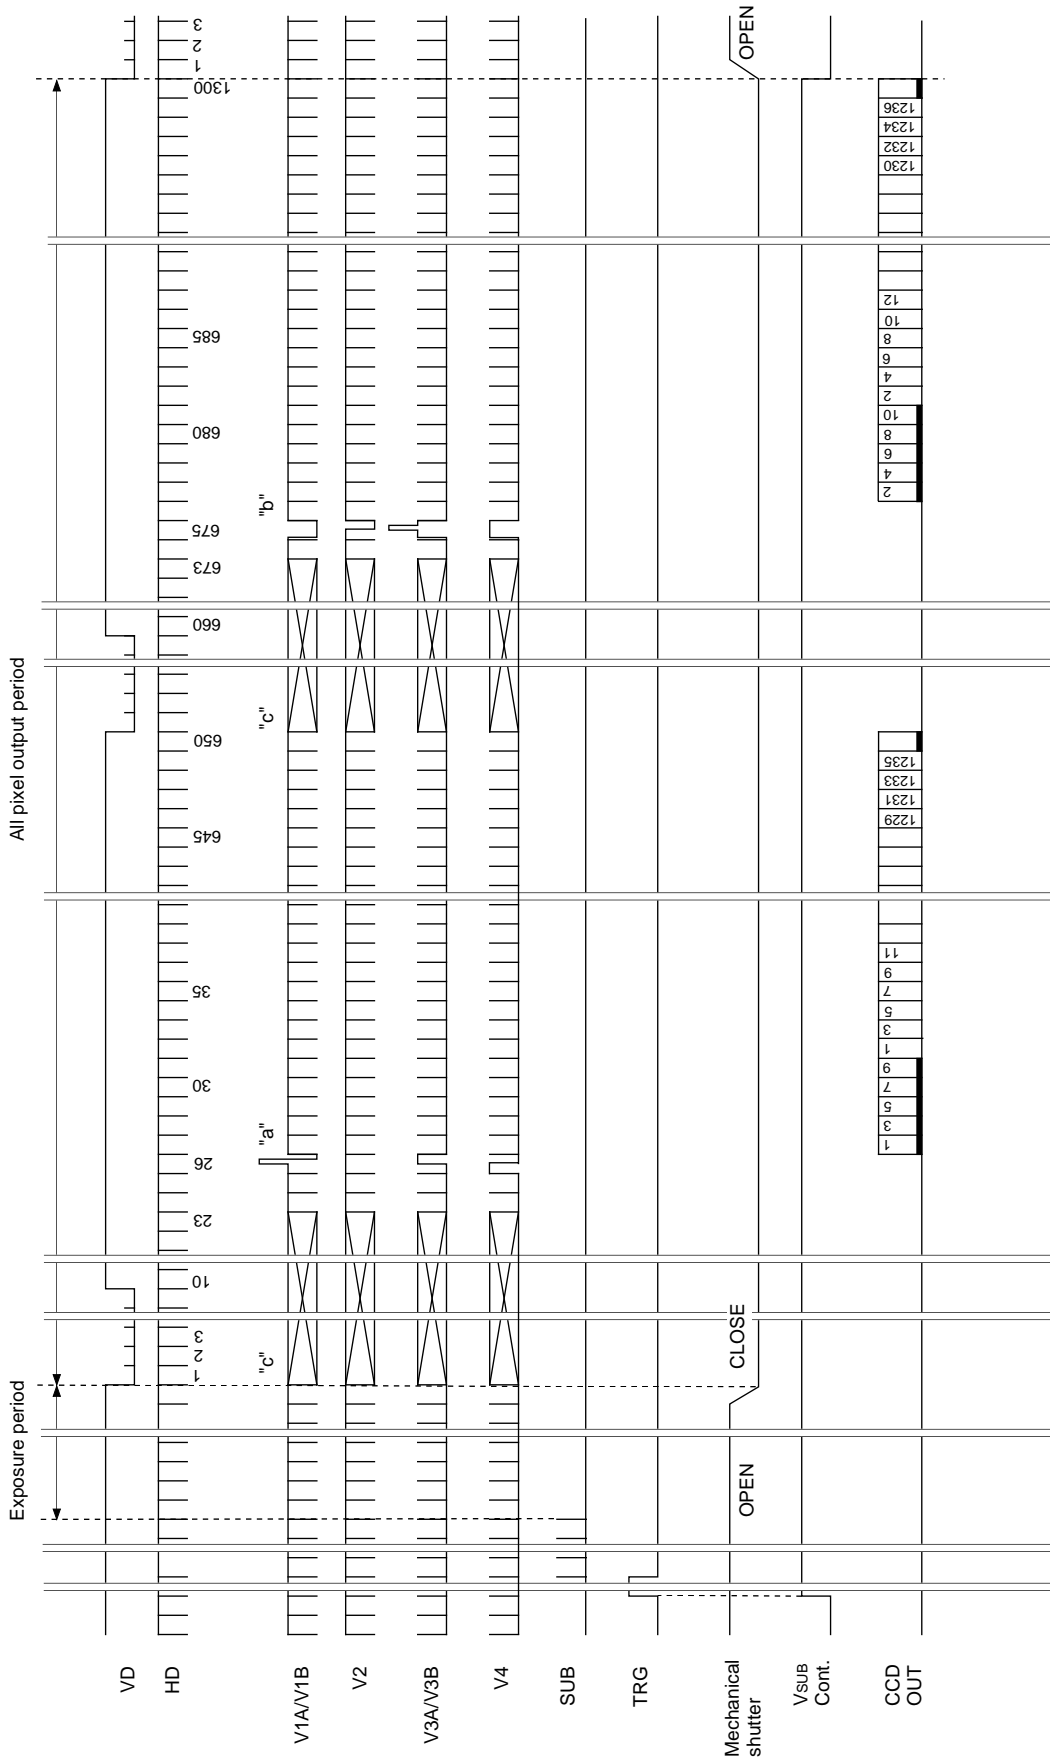 Exposure period
All pixel output period
VD
HD
1
2
3
10
23
26
30
35
645
650
660
673
675
680
685
1300
1
2
3
"c"
"a"
"c"
"b"
V1A/V1B
V2
V3A/V3B
V4
SUB
TRG
Mechanical
shutter
OPEN
CLOSE
OPEN
VSUB
Cont.
CCD
OUT
1
3
5
7
9
1
3
5
7
9
11
1229
1231
1233
1235
2
4
6
8
10
2
4
6
8
10
12
1230
1232
1234
1236